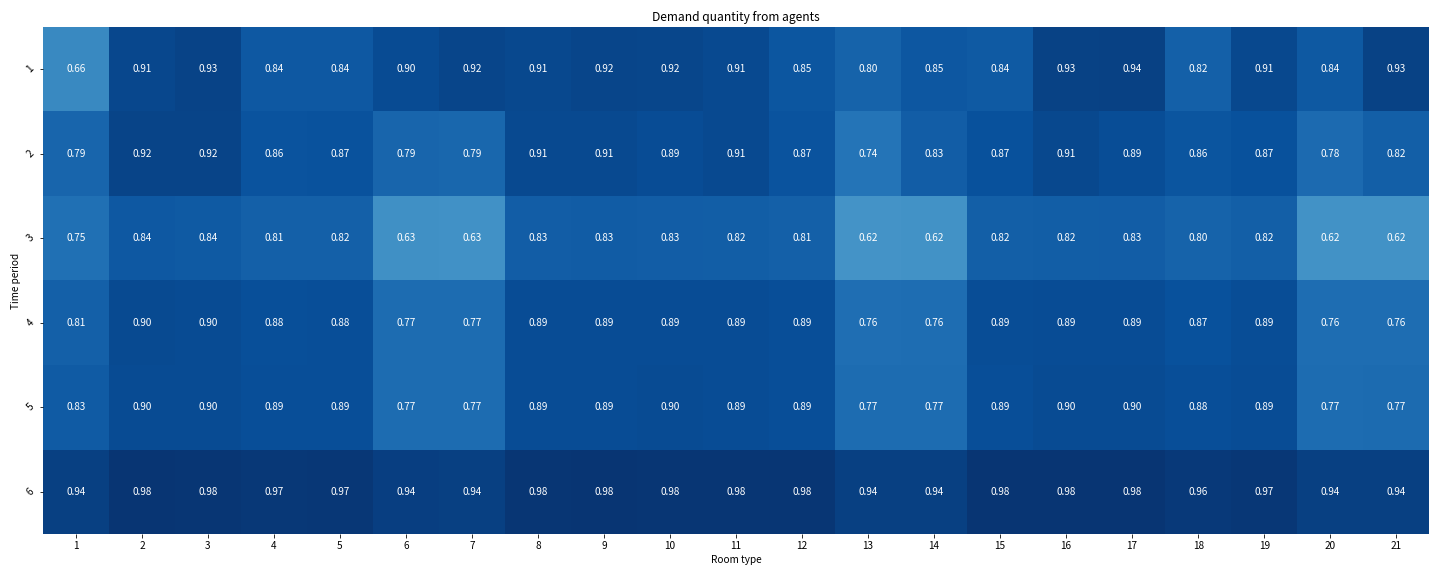 Demand quantity from agents
1 0.66 0.91 0.93 0.84 0.84 0.90 0.92 0.91 0.92 0.92 0.91 0.85 0.80 0.85 0.84 0.93 0.94 0.82 0.91 0.84 0.93
2 0.79 0.92 0.92 0.86 0.87 0.79 0.79 0.91 0.91 0.89 0.91 0.87 0.74 0.83 0.87 0.91 0.89 0.86 0.87 0.78 0.82
3 0.75 0.84 0.84 0.81 0.82 0.63 0.63 0.83 0.83 0.83 0.82 0.81 0.62 0.62 0.82 0.82 0.83 0.80 0.82 0.62 0.62
Time period
4 0.81 0.90 0.90 0.88 0.88 0.77 0.77 0.89 0.89 0.89 0.89 0.89 0.76 0.76 0.89 0.89 0.89 0.87 0.89 0.76 0.76
5 0.83 0.90 0.90 0.89 0.89 0.77 0.77 0.89 0.89 0.90 0.89 0.89 0.77 0.77 0.89 0.90 0.90 0.88 0.89 0.77 0.77
6 0.94 0.98 0.98 0.97 0.97 0.94 0.94 0.98 0.98 0.98 0.98 0.98 0.94 0.94 0.98 0.98 0.98 0.96 0.97 0.94 0.94
1 2 3 4 5 6 7 8 9 10 11 12 13 14 15 16 17 18 19 20 21
Room type